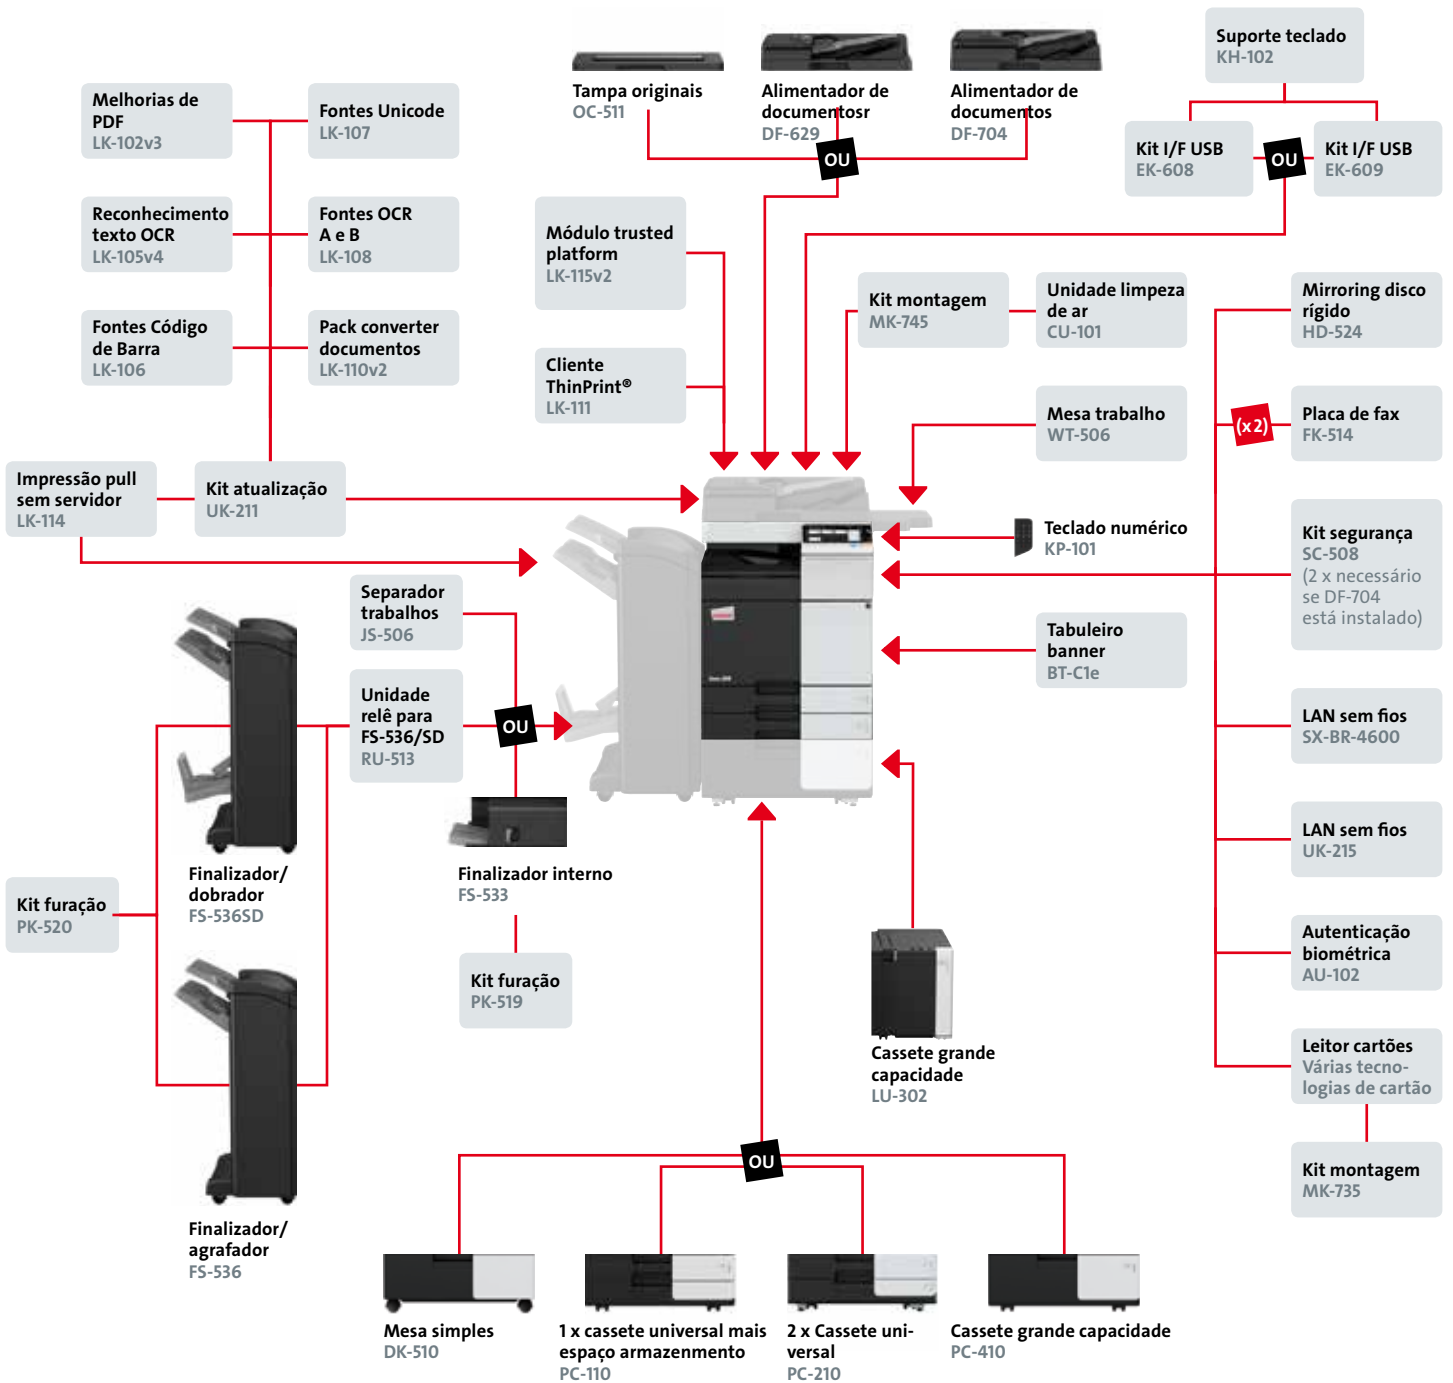 Tampa originais
OC-511
Alimentador de
documentosr
DF-629
Alimentador de
documentos
DF-704
OU
Suporte teclado
KH-102
Kit I/F USB
EK-608
OU
Kit I/F USB
EK-609
Melhorias de
PDF
LK-102v3
Fontes Unicode
LK-107
Reconhecimento
texto OCR
LK-105v4
Fontes OCR
A e B
LK-108
Fontes Código
de Barra
LK-106
Pack converter
documentos
LK-110v2
Módulo trusted
platform
LK-115v2
Cliente
ThinPrint®
LK-111
Kit montagem
MK-745
Unidade limpeza
de ar
CU-101
Mesa trabalho
WT-506
Mirroring disco
rígido
HD-524
(x2)
Placa de fax
FK-514
Impressão pull
sem servidor
LK-114
Kit atualização
UK-211
Teclado numérico
KP-101
Kit segurança
SC-508
(2 x necessário
se DF-704
está instalado)
Separador
trabalhos
JS-506
Unidade
relê para
FS-536/SD
RU-513
OU
Tabuleiro
banner
BT-C1e
LAN sem fios
SX-BR-4600
LAN sem fios
UK-215
Finalizador/
dobrador
FS-536SD
Finalizador interno
FS-533
Kit furação
PK-520
Kit furação
PK-519
Autenticação
biométrica
AU-102
Cassete grande
capacidade
LU-302
Leitor cartões
Várias tecno-
logias de cartão
Kit montagem
MK-735
Finalizador/
agrafador
FS-536
OU
Mesa simples
DK-510
1 x cassete universal mais
espaço armazenmento
PC-110
2 x Cassete uni-
versal
PC-210
Cassete grande capacidade
PC-410